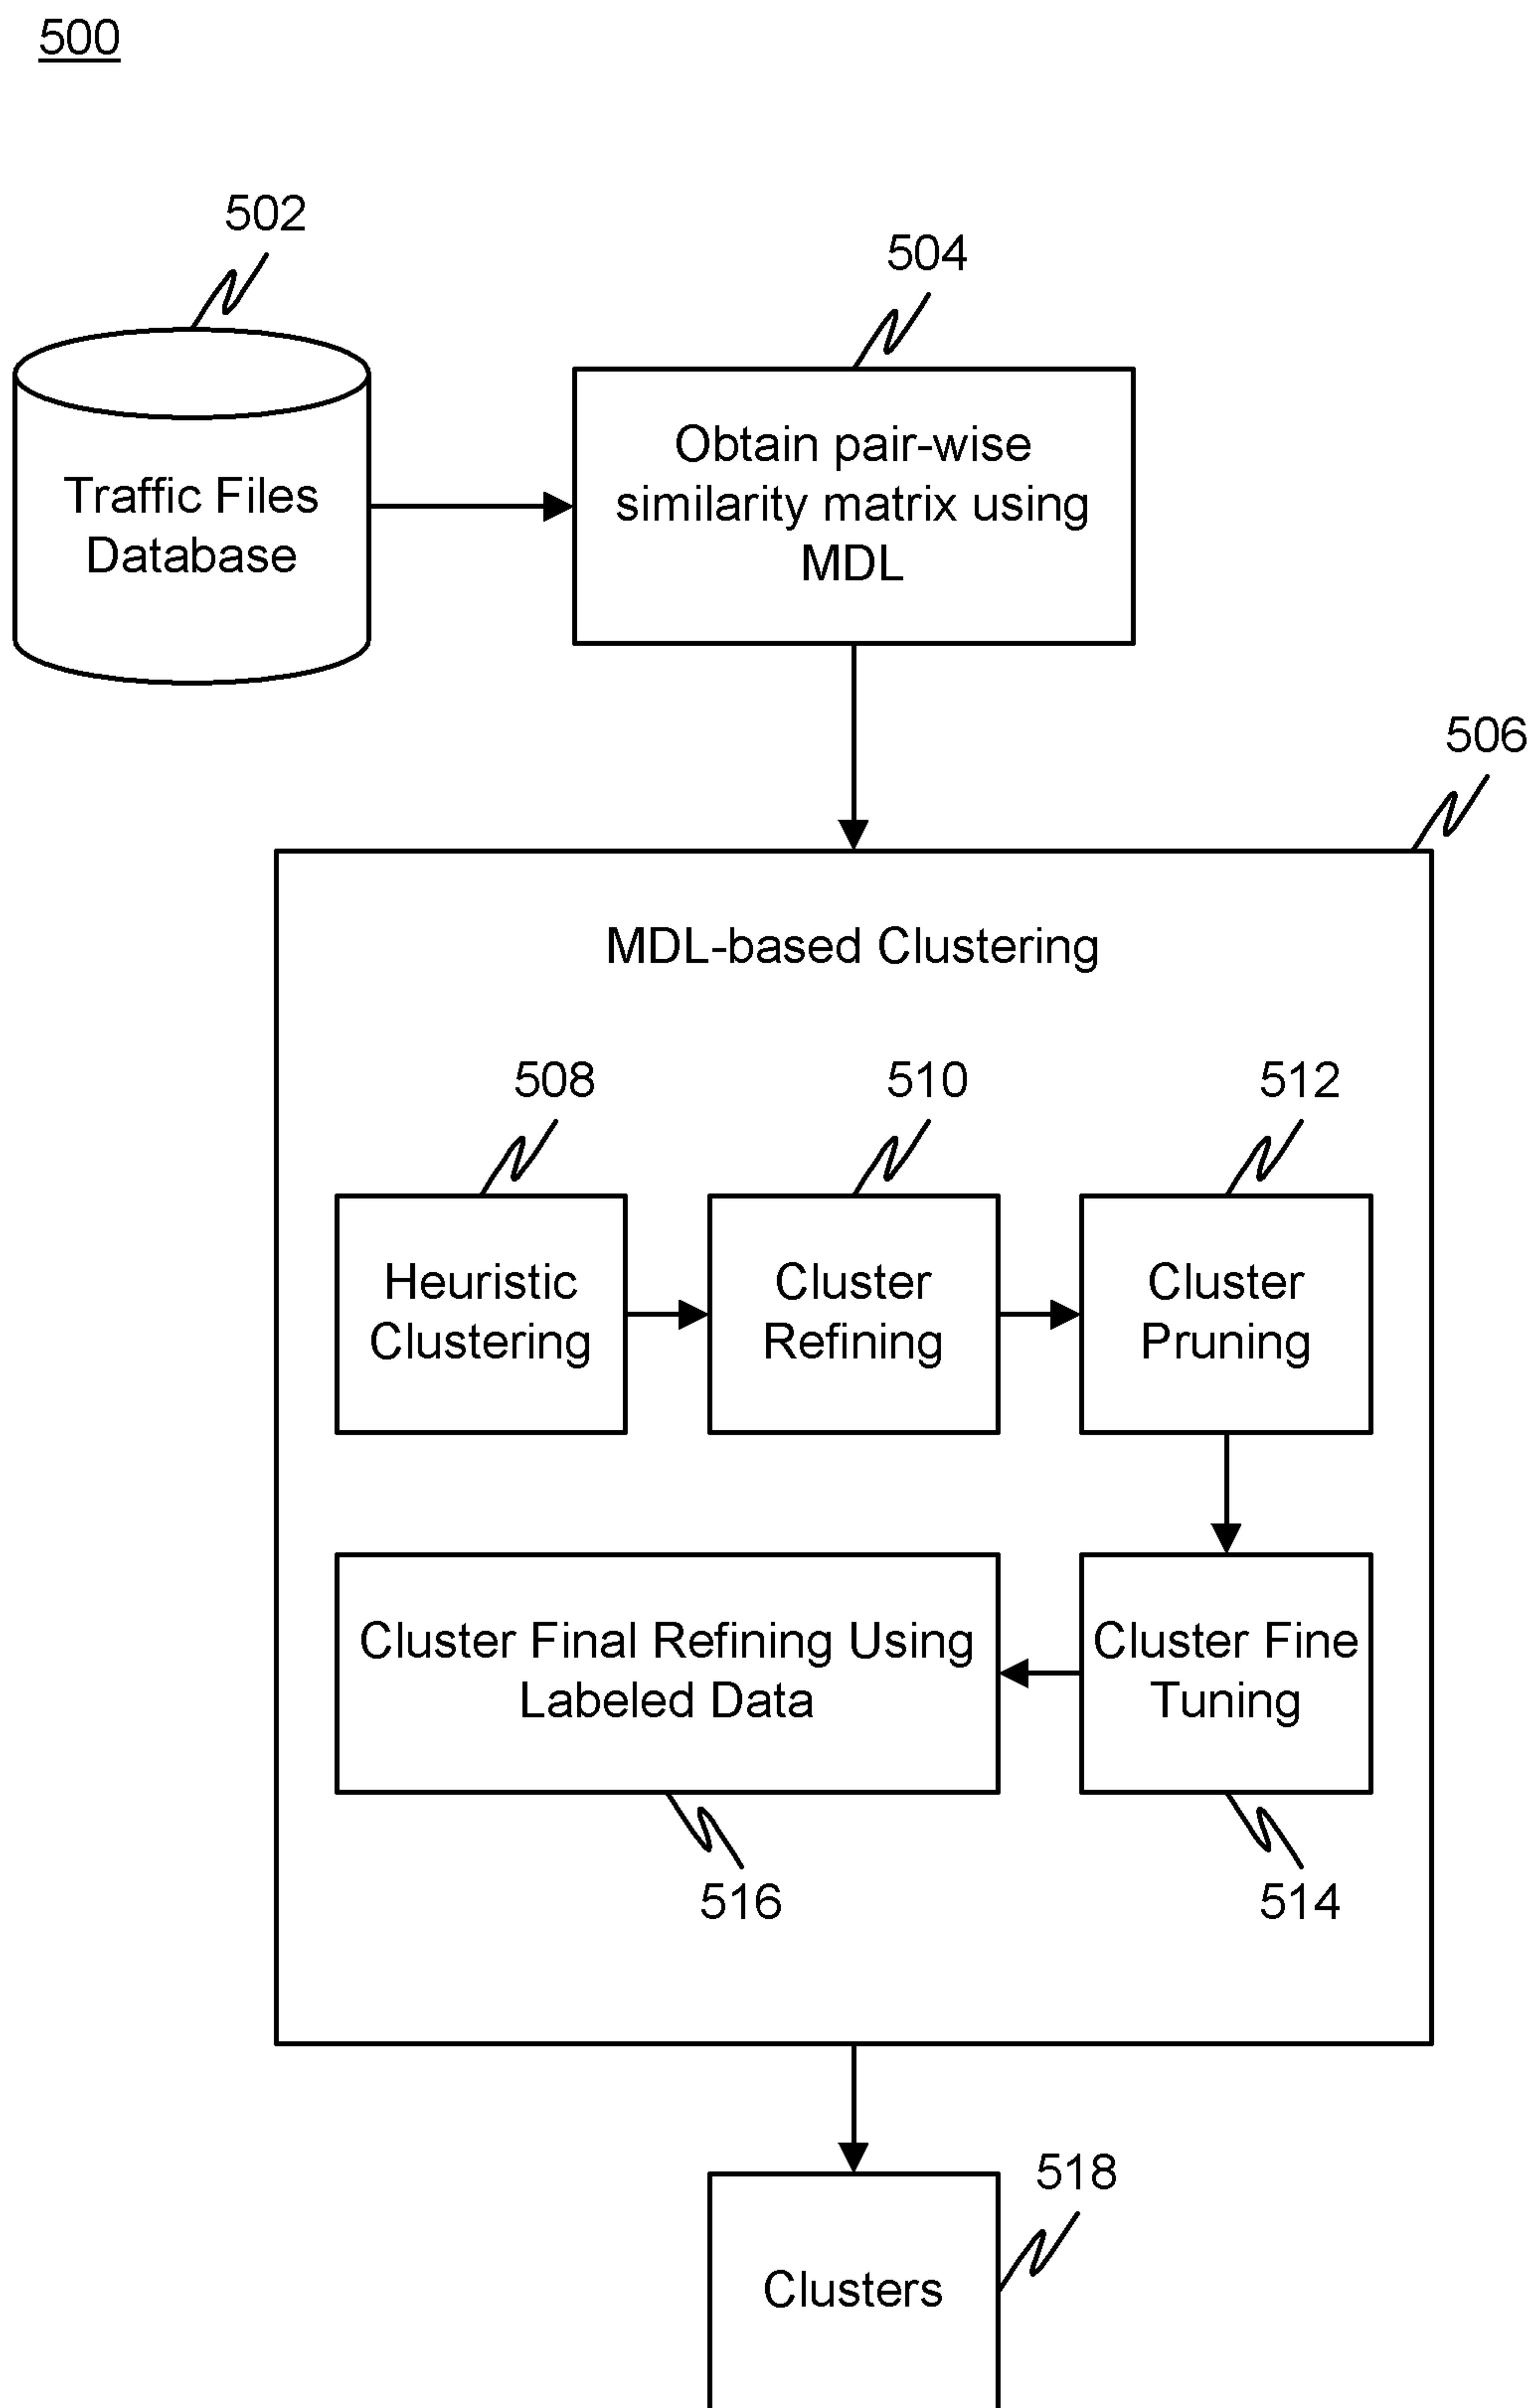 500
502
504
Traffic Files
Database
Obtain pair-wise
similarity matrix using
MDL
506
MDL-based Clustering
508
510
512
Heuristic
Clustering
Cluster
Refining
Cluster
Pruning
Cluster Final Refining Using
Labeled Data
Cluster Fine
Tuning
516
514
518
Clusters